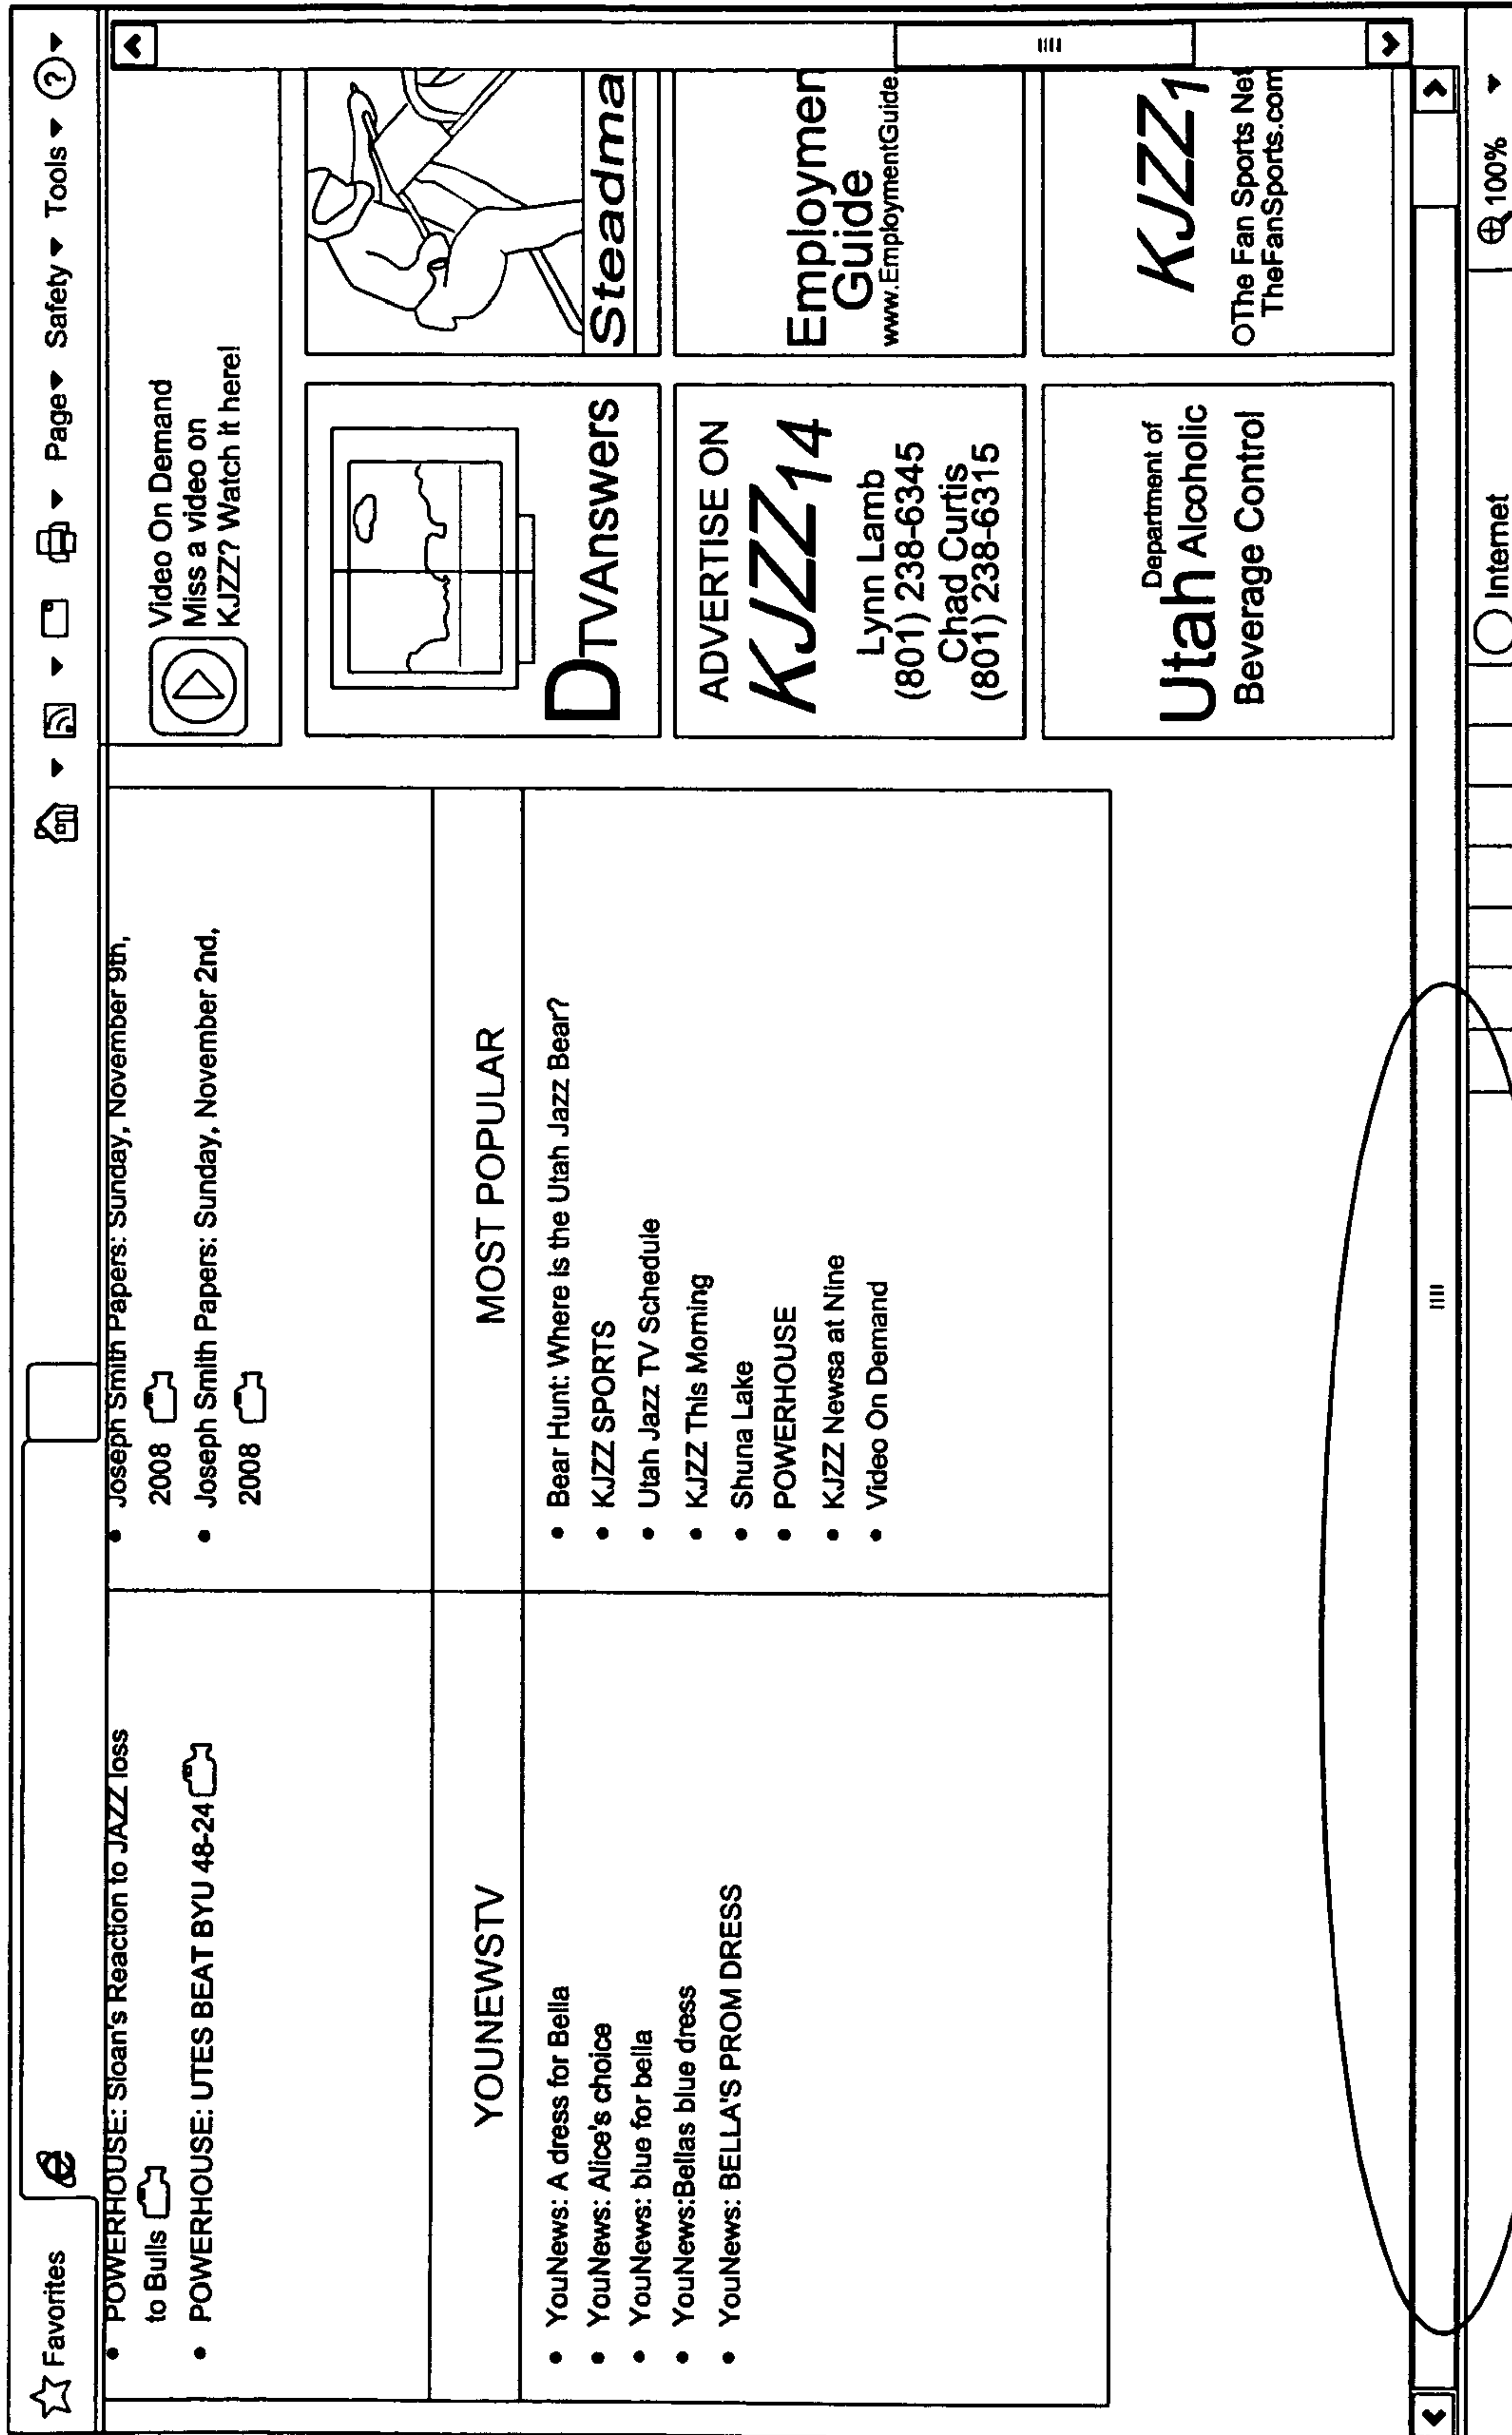 Favorites
Page Safety Tools ?
POWERHOUSE: Sloan's Reaction to JAZZ loss
to Bulls
POWERHOUSE: UTES BEAT BYU 48-24
Joseph Smith Papers: Sunday, November 9th,
2008
Joseph Smith Papers: Sunday, November 2nd,
2008
YOUNEWSTV
YouNews: A dress for Bella
YouNews: Alice's choice
YouNews: blue for bella
YouNews:Bellas blue dress
YouNews: BELLA'S PROM DRESS
MOST POPULAR
Bear Hunt: Where is the Utah Jazz Bear?
KJZZ SPORTS
Utah Jazz TV Schedule
KJZZ This Morning
Shuna Lake
POWERHOUSE
KJZZ Newsa at Nine
Video On Demand
Video On Demand
Miss a video on
KJZZ? Watch it here!
DTVAnswers
Steadma
ADVERTISE ON
KJZZ14
Lynn Lamb
(801) 238-6345
Chad Curtis
(801) 238-6315
Employmen
Guide
www.EmploymentGuide.
Department of
Utah Alcoholic
Beverage Control
KJZZ1
OThe Fan Sports Net
TheFanSports.com
Internet
100%